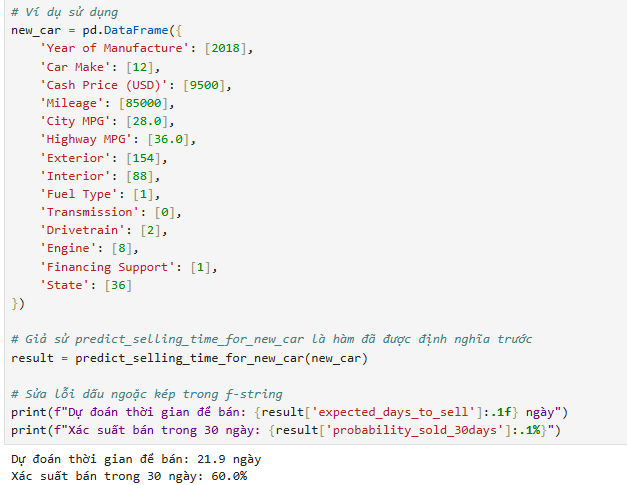 # Ví dụ sử dụng
new_car = pd.DataFrame({
    'Year of Manufacture': [2018],
    'Car Make': [12],
    'Cash Price (USD)': [9500],
    'Mileage': [85000],
    'City MPG': [28.0],
    'Highway MPG': [36.0],
    'Exterior': [154],
    'Interior': [88],
    'Fuel Type': [1],
    'Transmission': [0],
    'Drivetrain': [2],
    'Engine': [8],
    'Financing Support': [1],
    'State': [36]
})
# Giả sử predict_selling_time_for_new_car là hàm đã được định nghĩa trước
result = predict_selling_time_for_new_car(new_car)
# Sửa lỗi dấu ngoặc kép trong f-string
print(f"Dự đoán thời gian để bán: {result['expected_days_to_sell']:.1f} ngày")
print(f"Xác suất bán trong 30 ngày: {result['probability_sold_30days']:.1%}")
Dự đoán thời gian để bán: 21.9 ngày
Xác suất bán trong 30 ngày: 60.0%